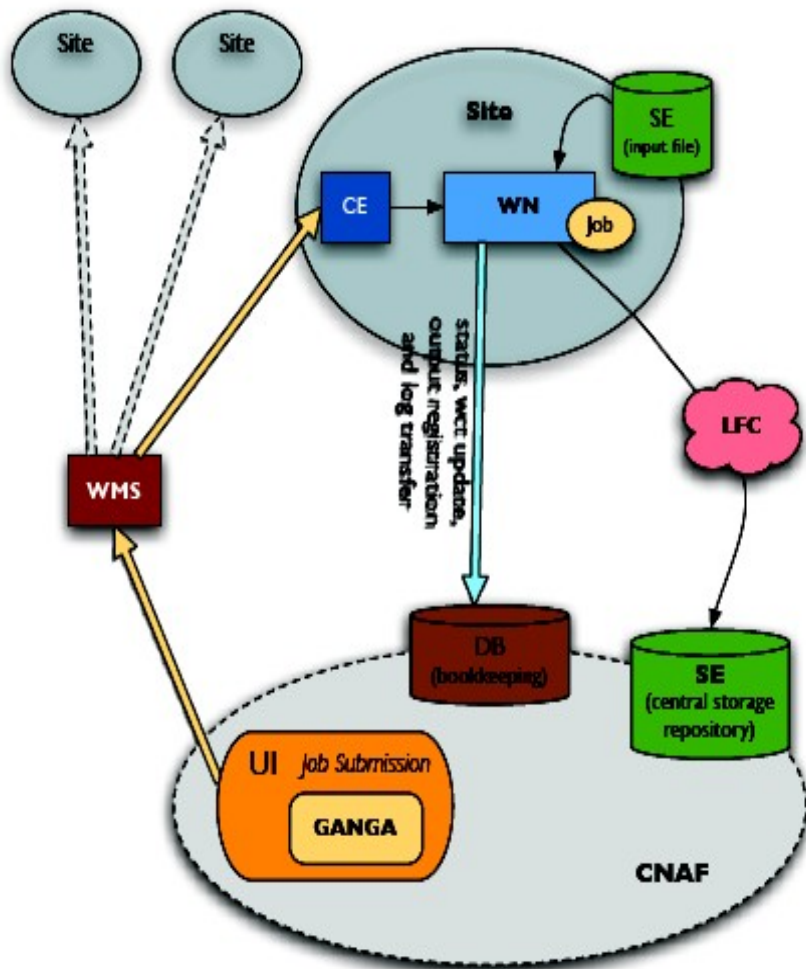 Site
Site
Site
SE
(input file)
CE
WN
Job
status, wct update,
output registration
and log transfer
LFC
WMS
DB
(bookkeeping)
SE
(central storage
repository)
UI Job Submission
GANGA
CNAF